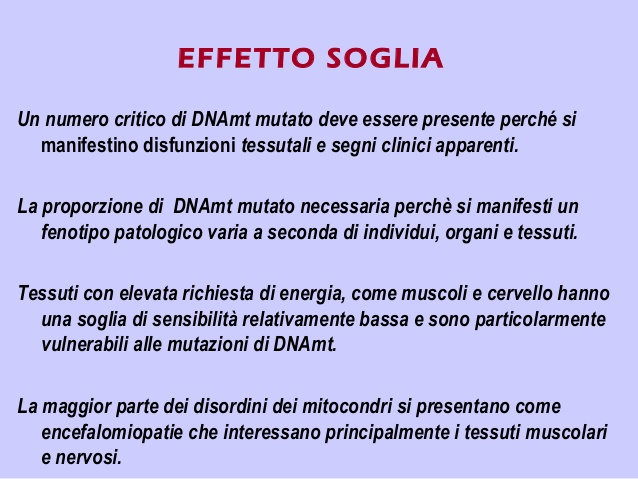 EFFETTO SOGLIA
Un numero critico di DNAmt mutato deve essere presente perché si
manifestino disfunzioni tessutali e segni clinici apparenti.
La proporzione di DNAmt mutato necessaria perchè si manifesti un
fenotipo patologico varia a seconda di individui, organi e tessuti.
Tessuti con elevata richiesta di energia, come muscoli e cervello hanno
una soglia di sensibilità relativamente bassa e sono particolarmente
vulnerabili alle mutazioni di DNAmt.
La maggior parte dei disordini dei mitocondri si presentano come
encefalomiopatie che interessano principalmente i tessuti muscolari
e nervosi.